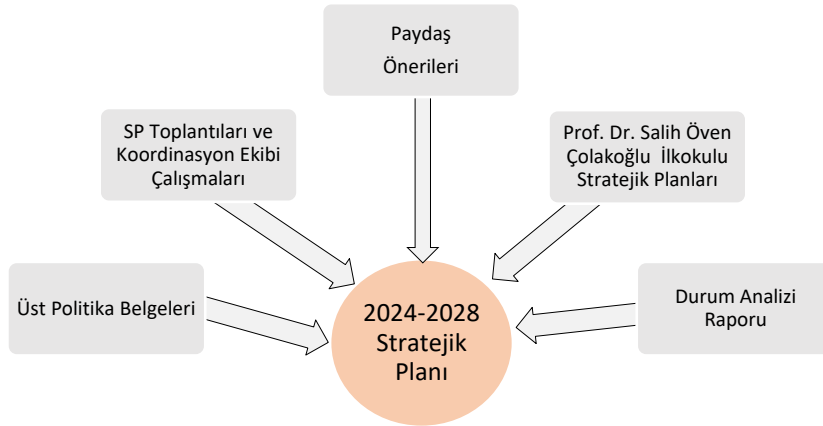 Paydaş
Önerileri
SP Toplantıları ve
Koordinasyon Ekibi
Çalışmaları
Prof. Dr. Salih Öven
Çolakoğlu İlkokulu
Stratejik Planları
Üst Politika Belgeleri
2024-2028
Stratejik
Planı
Durum Analizi
Raporu